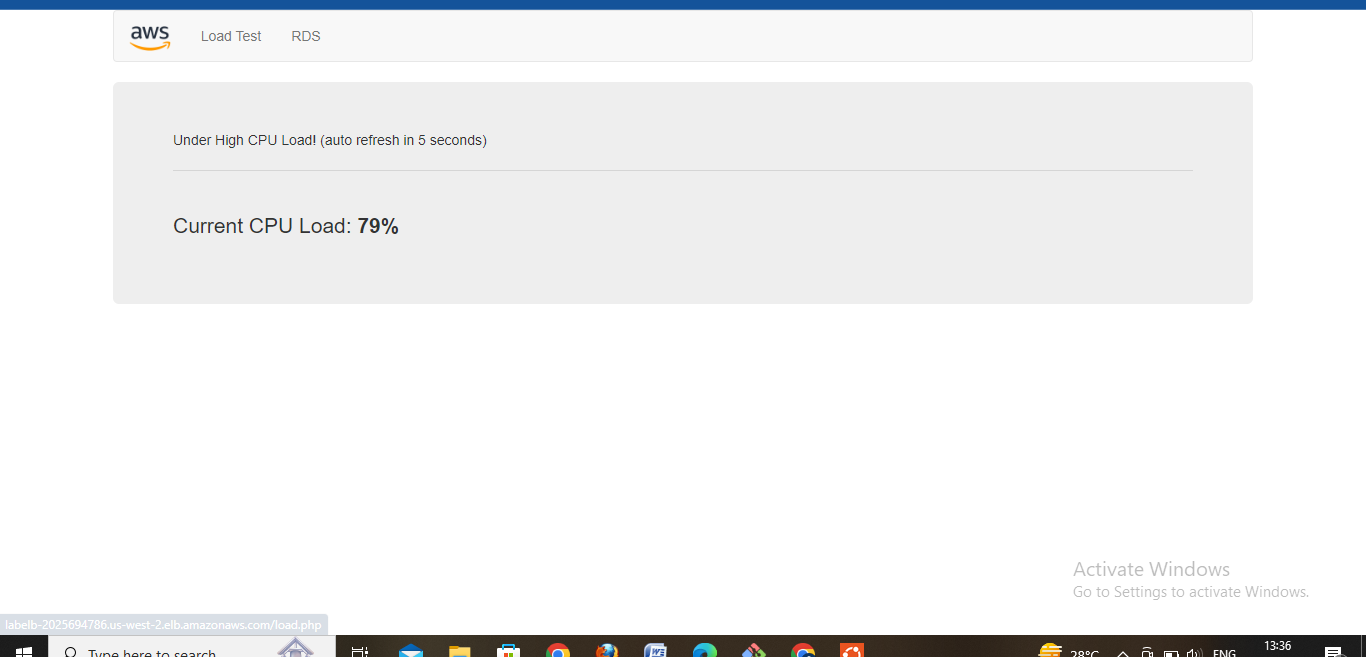 aws
Load Test
RDS
Under High CPU Load! (auto refresh in 5 seconds)
Current CPU Load: 79%
Activate Windows
Go to Settings to activate Windows.
labelb-2025694786.us-west-2.elb.amazonaws.com/load.php
Type here to search
28°C
ENG
13:36